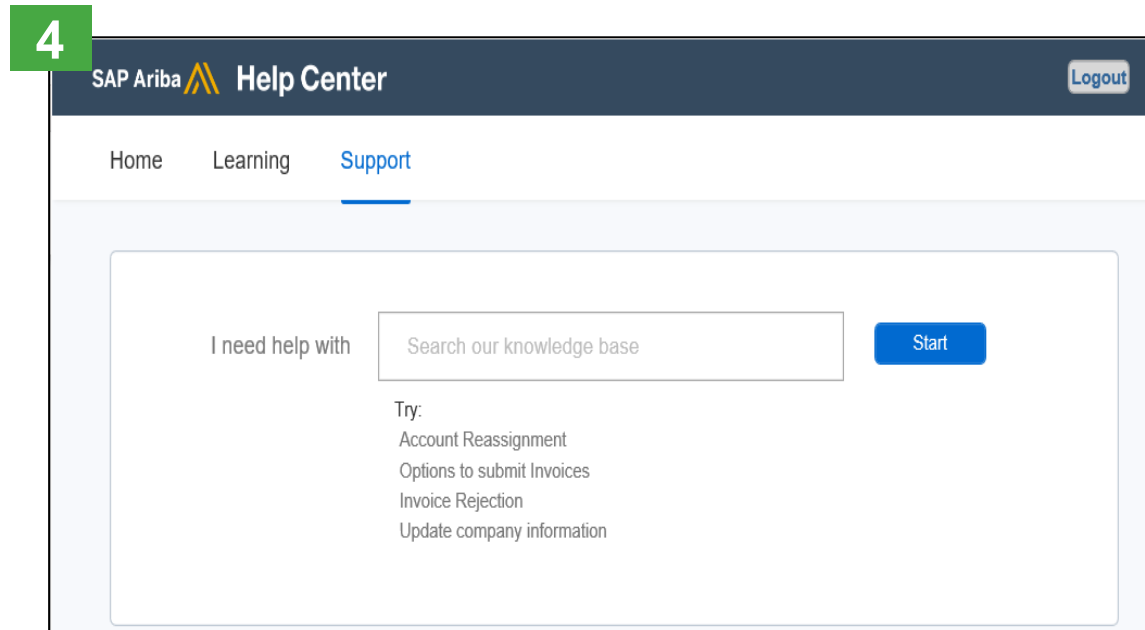 4
SAP Ariba Help Center Logout
Home Learning Support
I need help with Search our knowledge base Start
Try:
Account Reassignment
Options to submit Invoices
Invoice Rejection
Update company information